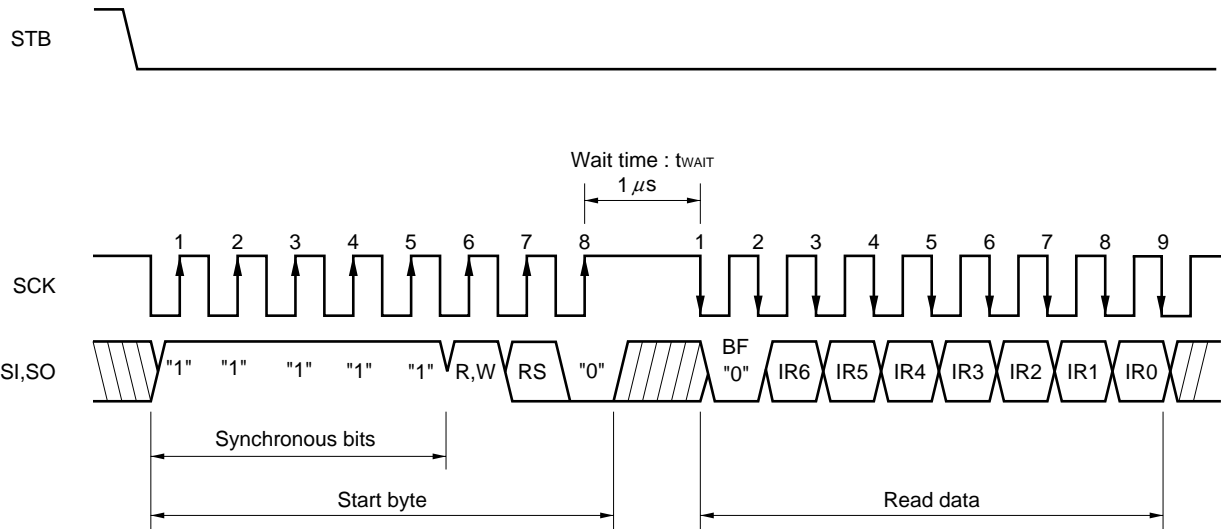 STB
Wait time : tWAIT
1 μs
1 2 3 4 5 6 7 8 1 2 3 4 5 6 7 8 9
SCK
SI,SO "1" "1" "1" "1" "1" R,W RS "0" BF "0" IR6 IR5 IR4 IR3 IR2 IR1 IR0
Synchronous bits
Start byte Read data